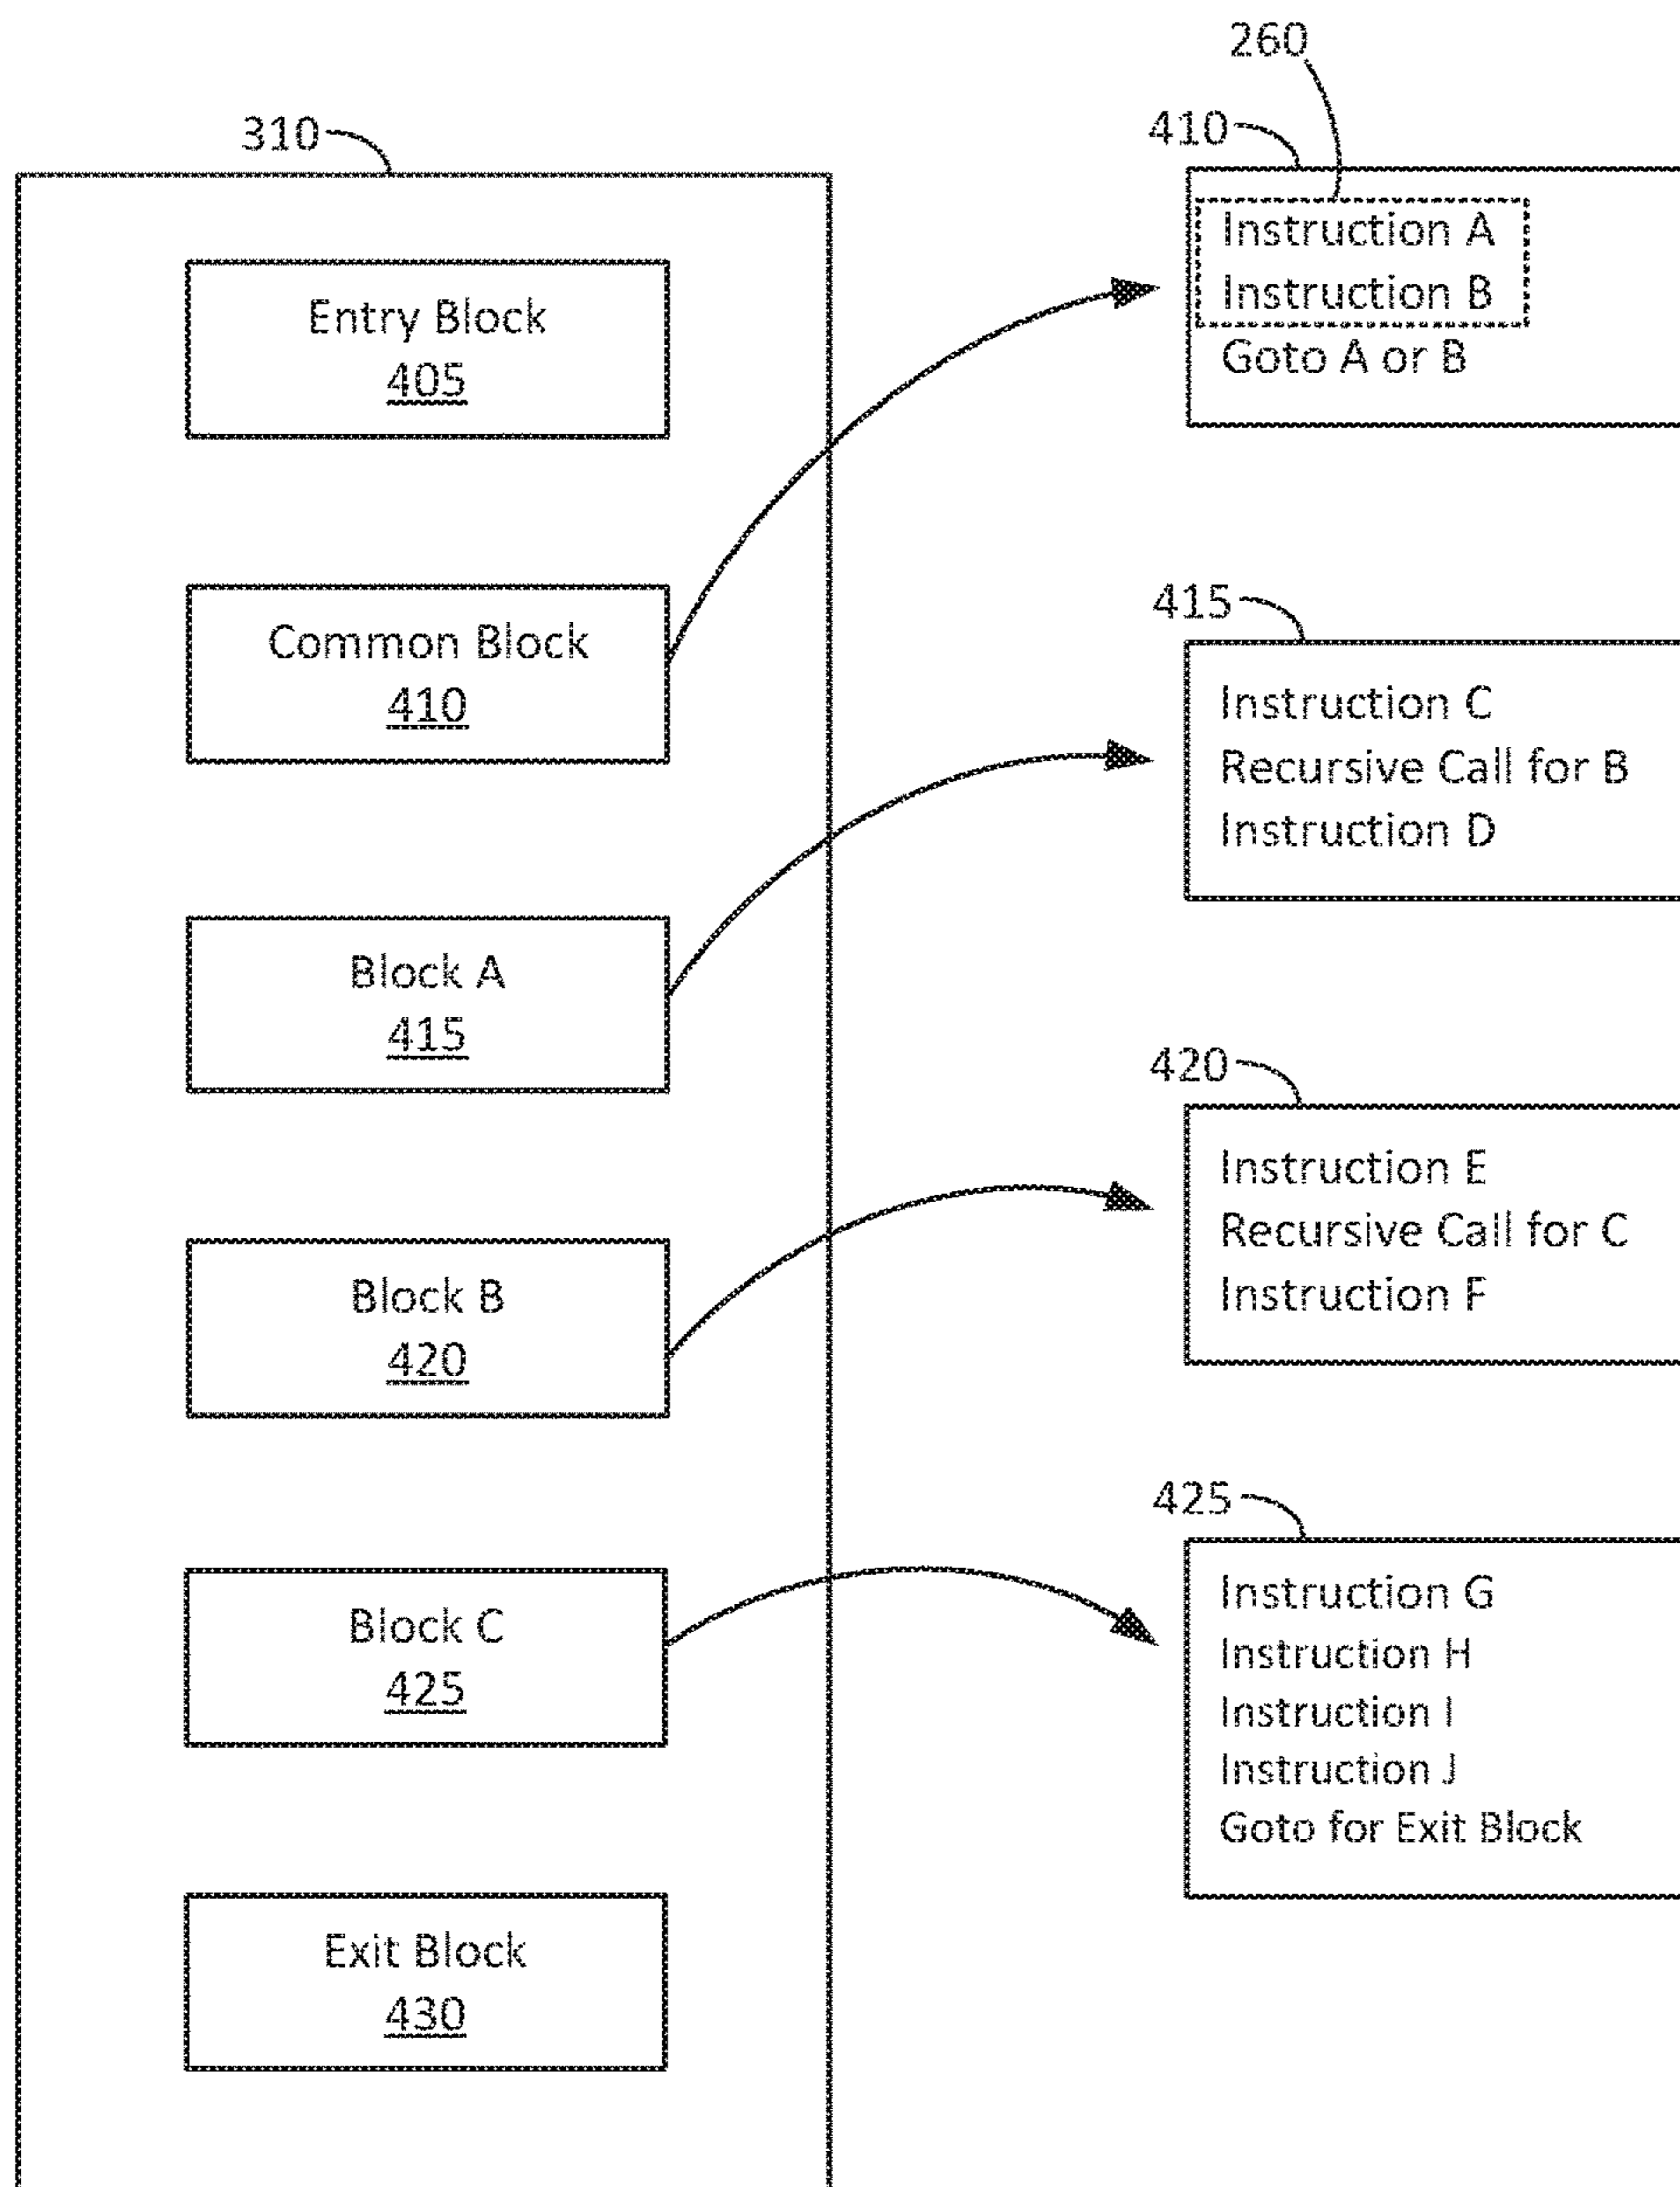 260
310
410
Instruction A
Instruction B
Goto A or B
Entry Block
405
Common Block
410
415
Instruction C
Recursive Call for B
Instruction D
Block A
415
420
Instruction E
Recursive Call for C
Instruction F
Block B
420
425
Instruction G
Instruction H
Instruction I
Instruction J
Goto for Exit Block
Block C
425
Exit Block
430